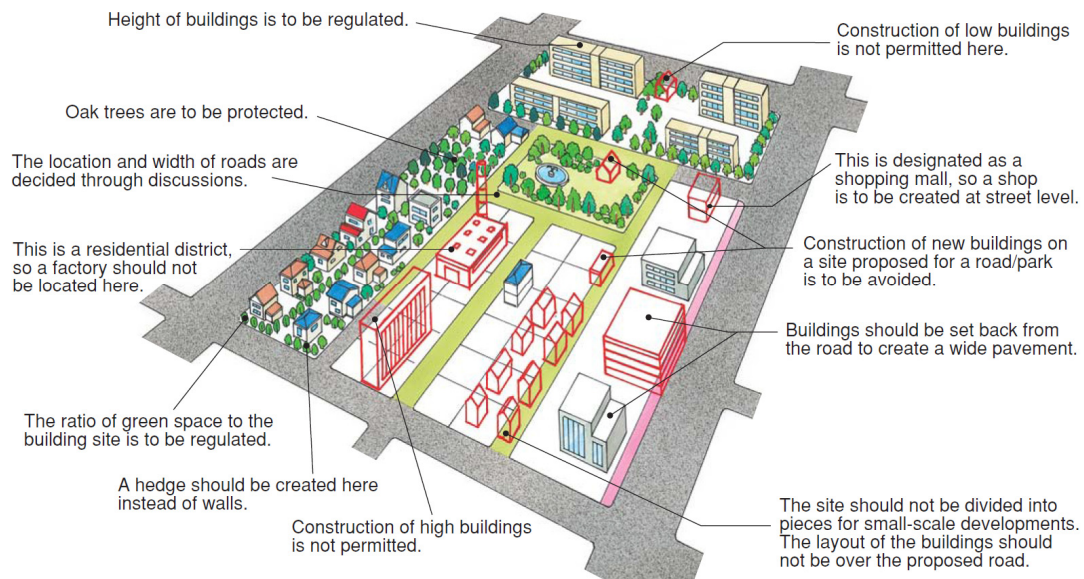 Height of buildings is to be regulated.
Construction of low buildings
is not permitted here.
Oak trees are to be protected.
The location and width of roads are
decided through discussions.
This is designated as a
shopping mall, so a shop
is to be created at street level.
This is a residential district,
so a factory should not
be located here.
Construction of new buildings on
a site proposed for a road/park
is to be avoided.
Buildings should be set back from
the road to create a wide pavement.
The ratio of green space to the
building site is to be regulated.
A hedge should be created here
instead of walls.
Construction of high buildings
is not permitted.
The site should not be divided into
pieces for small-scale developments.
The layout of the buildings should
not be over the proposed road.